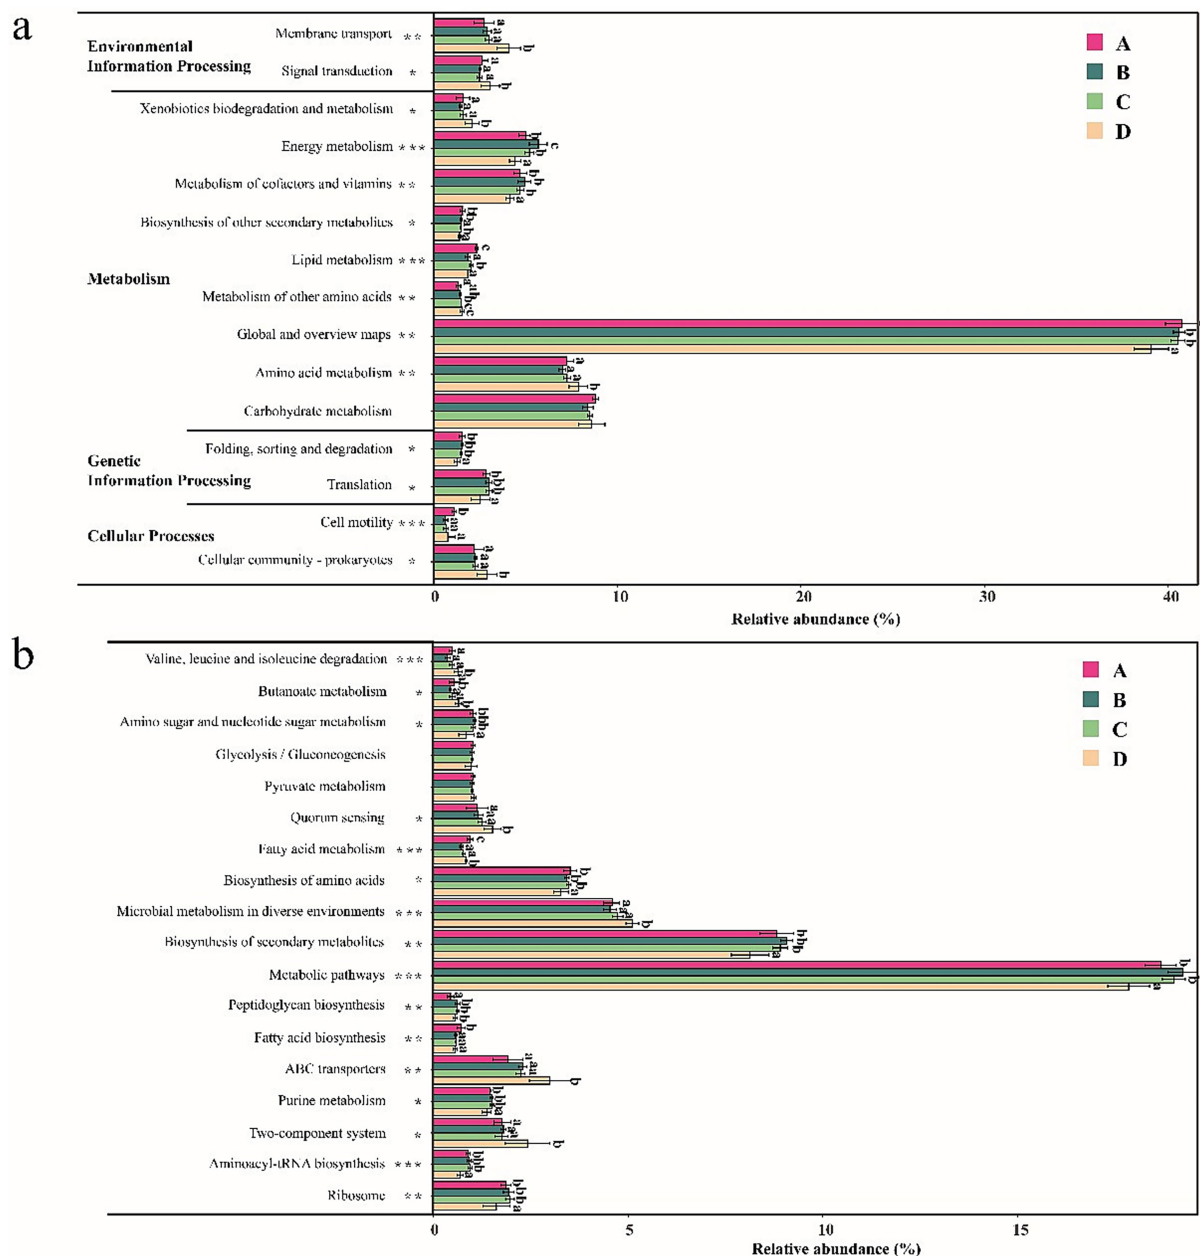 a
Environmental
Information Processing
Membrane transport **
Signal transduction *
Xenobiotics biodegradation and metabolism *
Energy metabolism ***
Metabolism of cofactors and vitamins **
Biosynthesis of other secondary metabolites *
Lipid metabolism ***
Metabolism
Metabolism of other amino acids **
Global and overview maps **
Amino acid metabolism **
Carbohydrate metabolism
Genetic
Information Processing
Folding, sorting and degradation *
Translation *
Cellular Processes
Cell motility ***
Cellular community - prokaryotes *
A
B
C
D
0 10 20 30 40
Relative abundance (%)
b
Valine, leucine and isoleucine degradation ***
Butanoate metabolism *
Amino sugar and nucleotide sugar metabolism *
Glycolysis / Gluconeogenesis
Pyruvate metabolism
Quorum sensing *
Fatty acid metabolism ***
Biosynthesis of amino acids *
Microbial metabolism in diverse environments ***
Biosynthesis of secondary metabolites **
Metabolic pathways ***
Peptidoglycan biosynthesis **
Fatty acid biosynthesis **
ABC transporters **
Purine metabolism *
Two-component system *
Aminoacyl-tRNA biosynthesis ***
Ribosome **
A
B
C
D
0 5 10 15
Relative abundance (%)